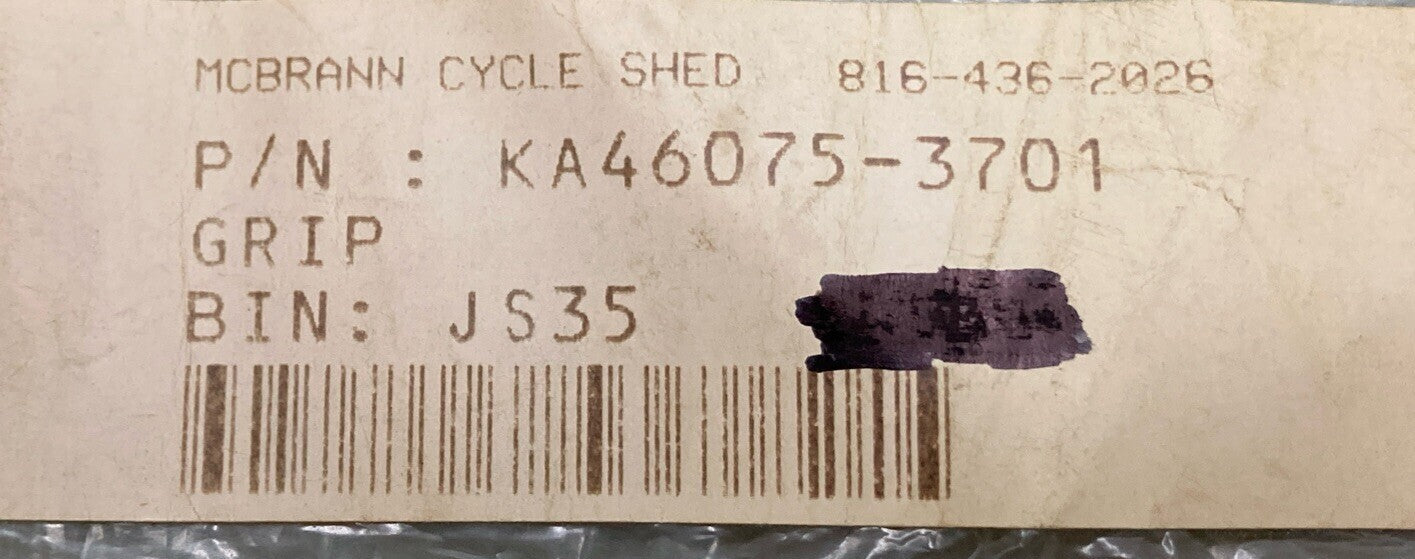 MCBRANN CYCLE SHED 816-436-2026
P/N : KA46075-3701
GRIP
BIN: JS35